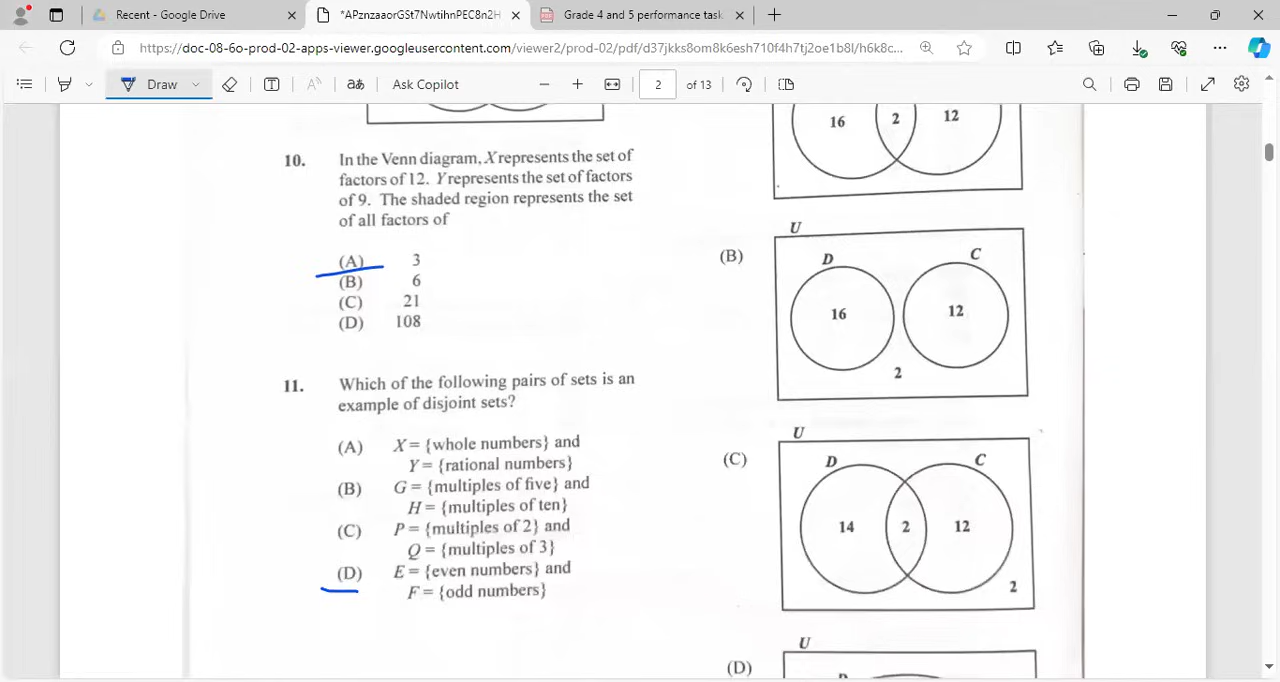 Recent - Google Drive
*APznzaaorGSt7NwtihnPEC8n2H
Grade 4 and 5 performance task
https://doc-08-6o-prod-02-apps-viewer.googleusercontent.com/viewer2/prod-02/pdf/d37jkks8om8k6esh710f4h7tj2oe1b8l/h6k8c...
Draw
Ask Copilot
2 of 13
10. In the Venn diagram, X represents the set of
factors of 12. Y represents the set of factors
of 9. The shaded region represents the set
of all factors of
(A) 3
(B) 6
(C) 21
(D) 108
11. Which of the following pairs of sets is an
example of disjoint sets?
(A) X = {whole numbers} and
Y = {rational numbers}
(B) G = {multiples of five} and
H = {multiples of ten}
(C) P = {multiples of 2} and
Q = {multiples of 3}
(D) E = {even numbers} and
F = {odd numbers}
16 2 12
U
(B) D C
16 12
2
U
(C) D C
14 2 12
2
U
(D)